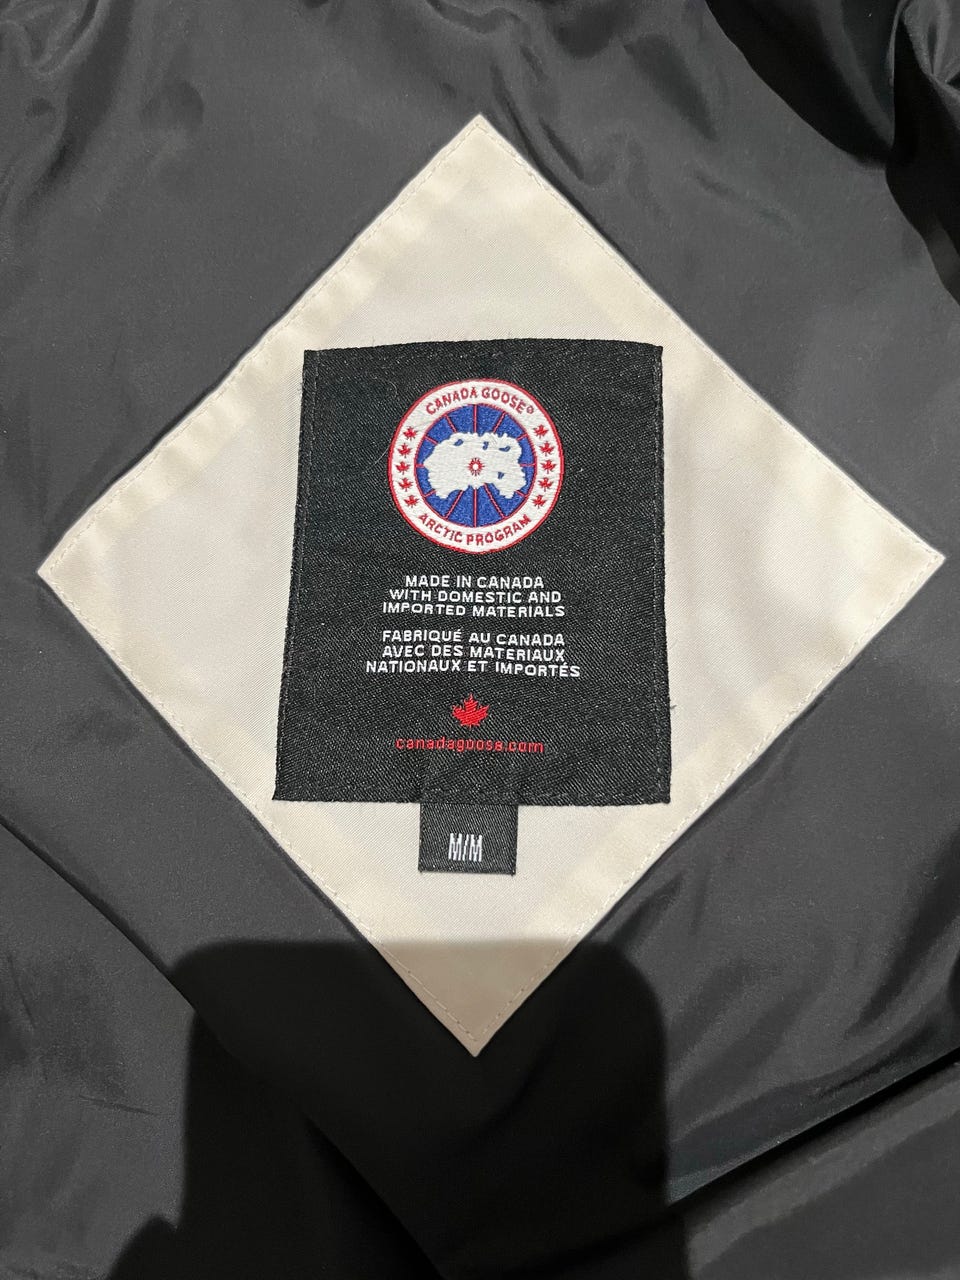 CANADA GOOSE®
ARCTIC PROGRAM
MADE IN CANADA
WITH DOMESTIC AND
IMPORTED MATERIALS
FABRIQUÉ AU CANADA
AVEC DES MATERIAUX
NATIONAUX ET IMPORTÉS
canadagoose.com
M/M